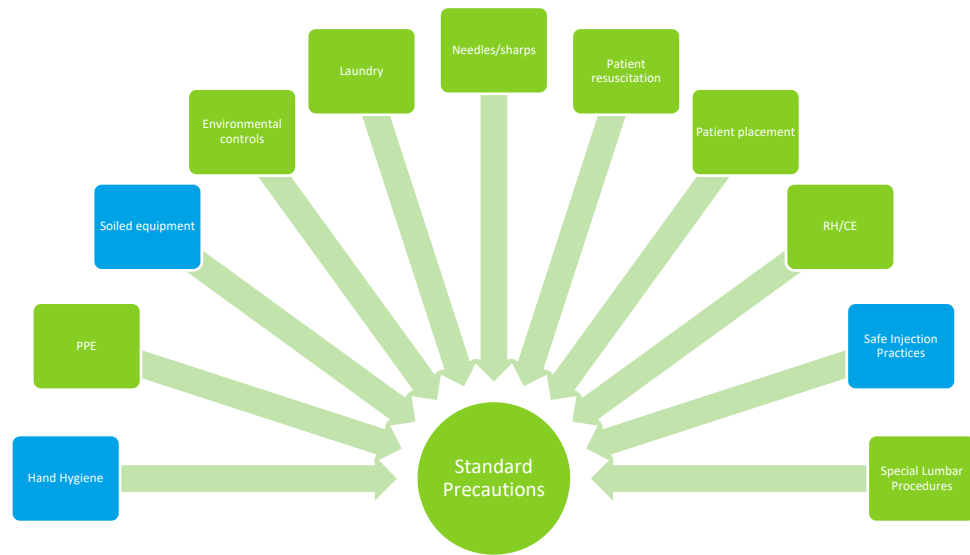 Needles/sharps
Patient
resuscitation
Laundry
Patient placement
Environmental
controls
RH/CE
Soiled equipment
Safe Injection
Practices
PPE
Special Lumbar
Procedures
Hand Hygiene
Standard
Precautions